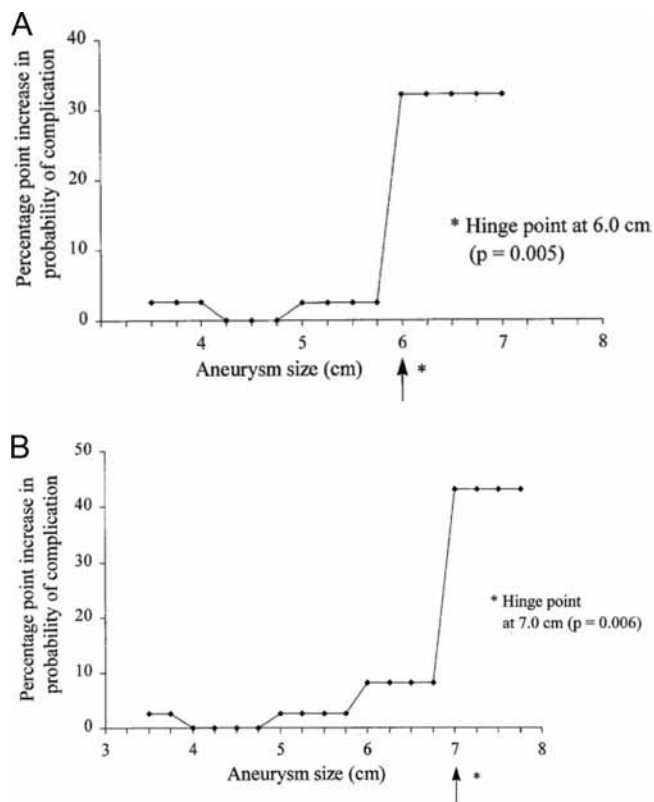 A
Percentage point increase in
probability of complication
40
30
20
10
0
* Hinge point at 6.0 cm
(p = 0.005)
4
5
6
7
8
Aneurysm size (cm)
*
B
Percentage point increase in
probability of complication
50
40
30
20
10
0
* Hinge point
at 7.0 cm (p = 0.006)
3
4
5
6
7
8
Aneurysm size (cm)
*